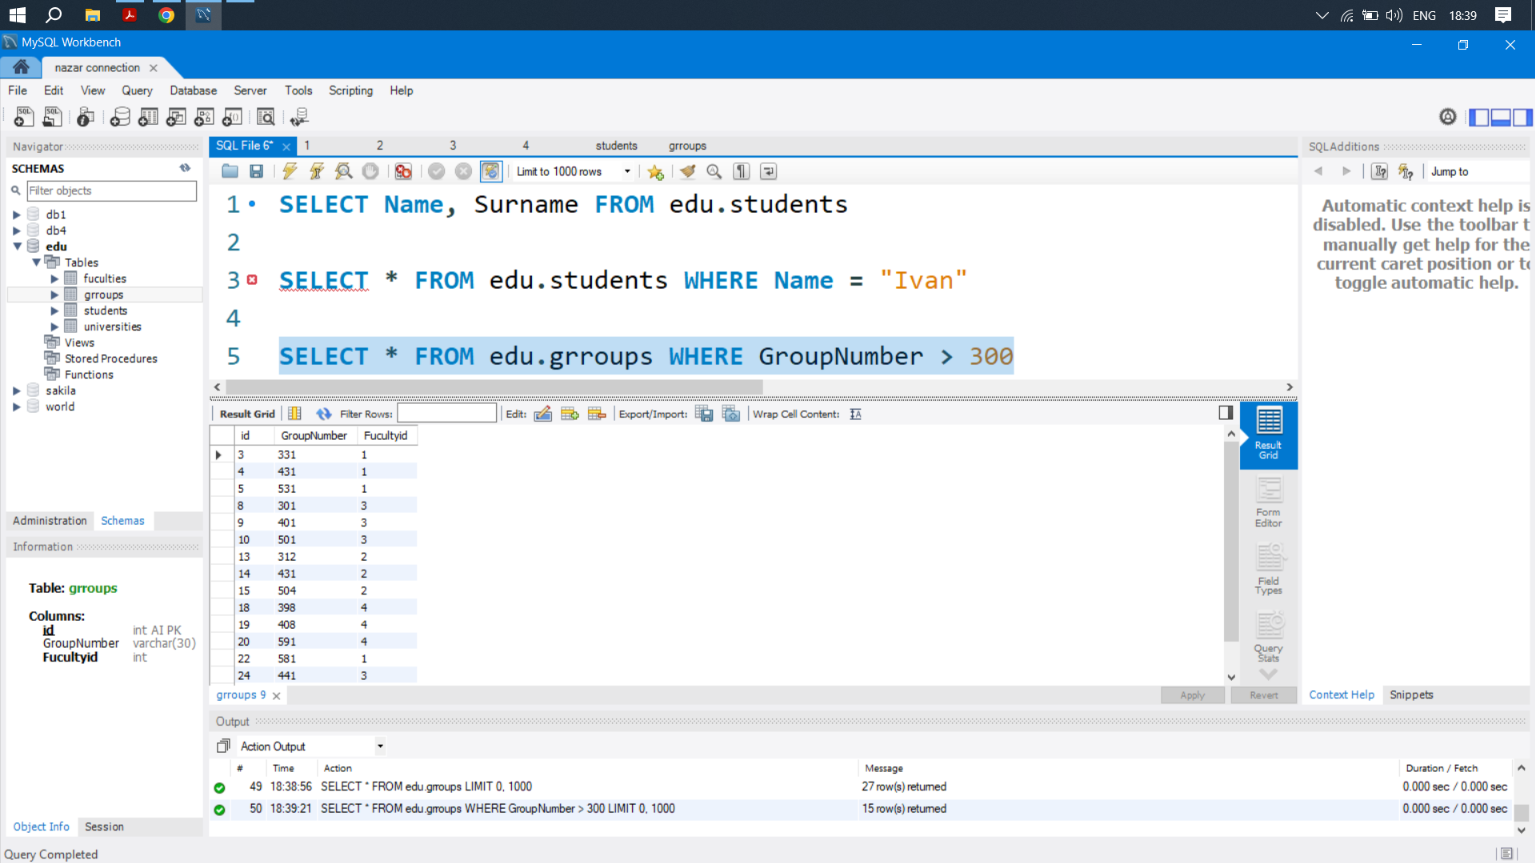 ENG 18:39
MySQL Workbench
nazar connection
File Edit View Query Database Server Tools Scripting Help
Navigator
SCHEMAS
Filter objects
db1
db4
edu
Tables
fuculties
grroups
students
universities
Views
Stored Procedures
Functions
sakila
world
Administration Schemas
Information
Table: grroups
Columns:
id int AI PK
GroupNumber varchar(30)
Fucultyid int
Object Info Session
Query Completed
SQL File 6* 1 2 3 4 students grroups
Limit to 1000 rows
1 SELECT Name, Surname FROM edu.students
2
3 SELECT * FROM edu.students WHERE Name = "Ivan"
4
5 SELECT * FROM edu.grroups WHERE GroupNumber > 300
Result Grid Filter Rows: Edit: Export/Import: Wrap Cell Content:
id GroupNumber Fucultyid
3 331 1
4 431 1
5 531 1
8 301 3
9 401 3
10 501 3
13 312 2
14 431 2
15 504 2
18 398 4
19 408 4
20 591 4
22 581 1
24 441 3
Result
Grid
Form
Editor
Field
Types
Query
Stats
grroups 9 Apply Revert
Output
Action Output
# Time Action Message Duration / Fetch
49 18:38:56 SELECT * FROM edu.grroups LIMIT 0, 1000 27 row(s) returned 0.000 sec / 0.000 sec
50 18:39:21 SELECT * FROM edu.grroups WHERE GroupNumber > 300 LIMIT 0, 1000 15 row(s) returned 0.000 sec / 0.000 sec
SQLAdditions
Jump to
Automatic context help is
disabled. Use the toolbar t
manually get help for the
current caret position or to
toggle automatic help.
Context Help Snippets